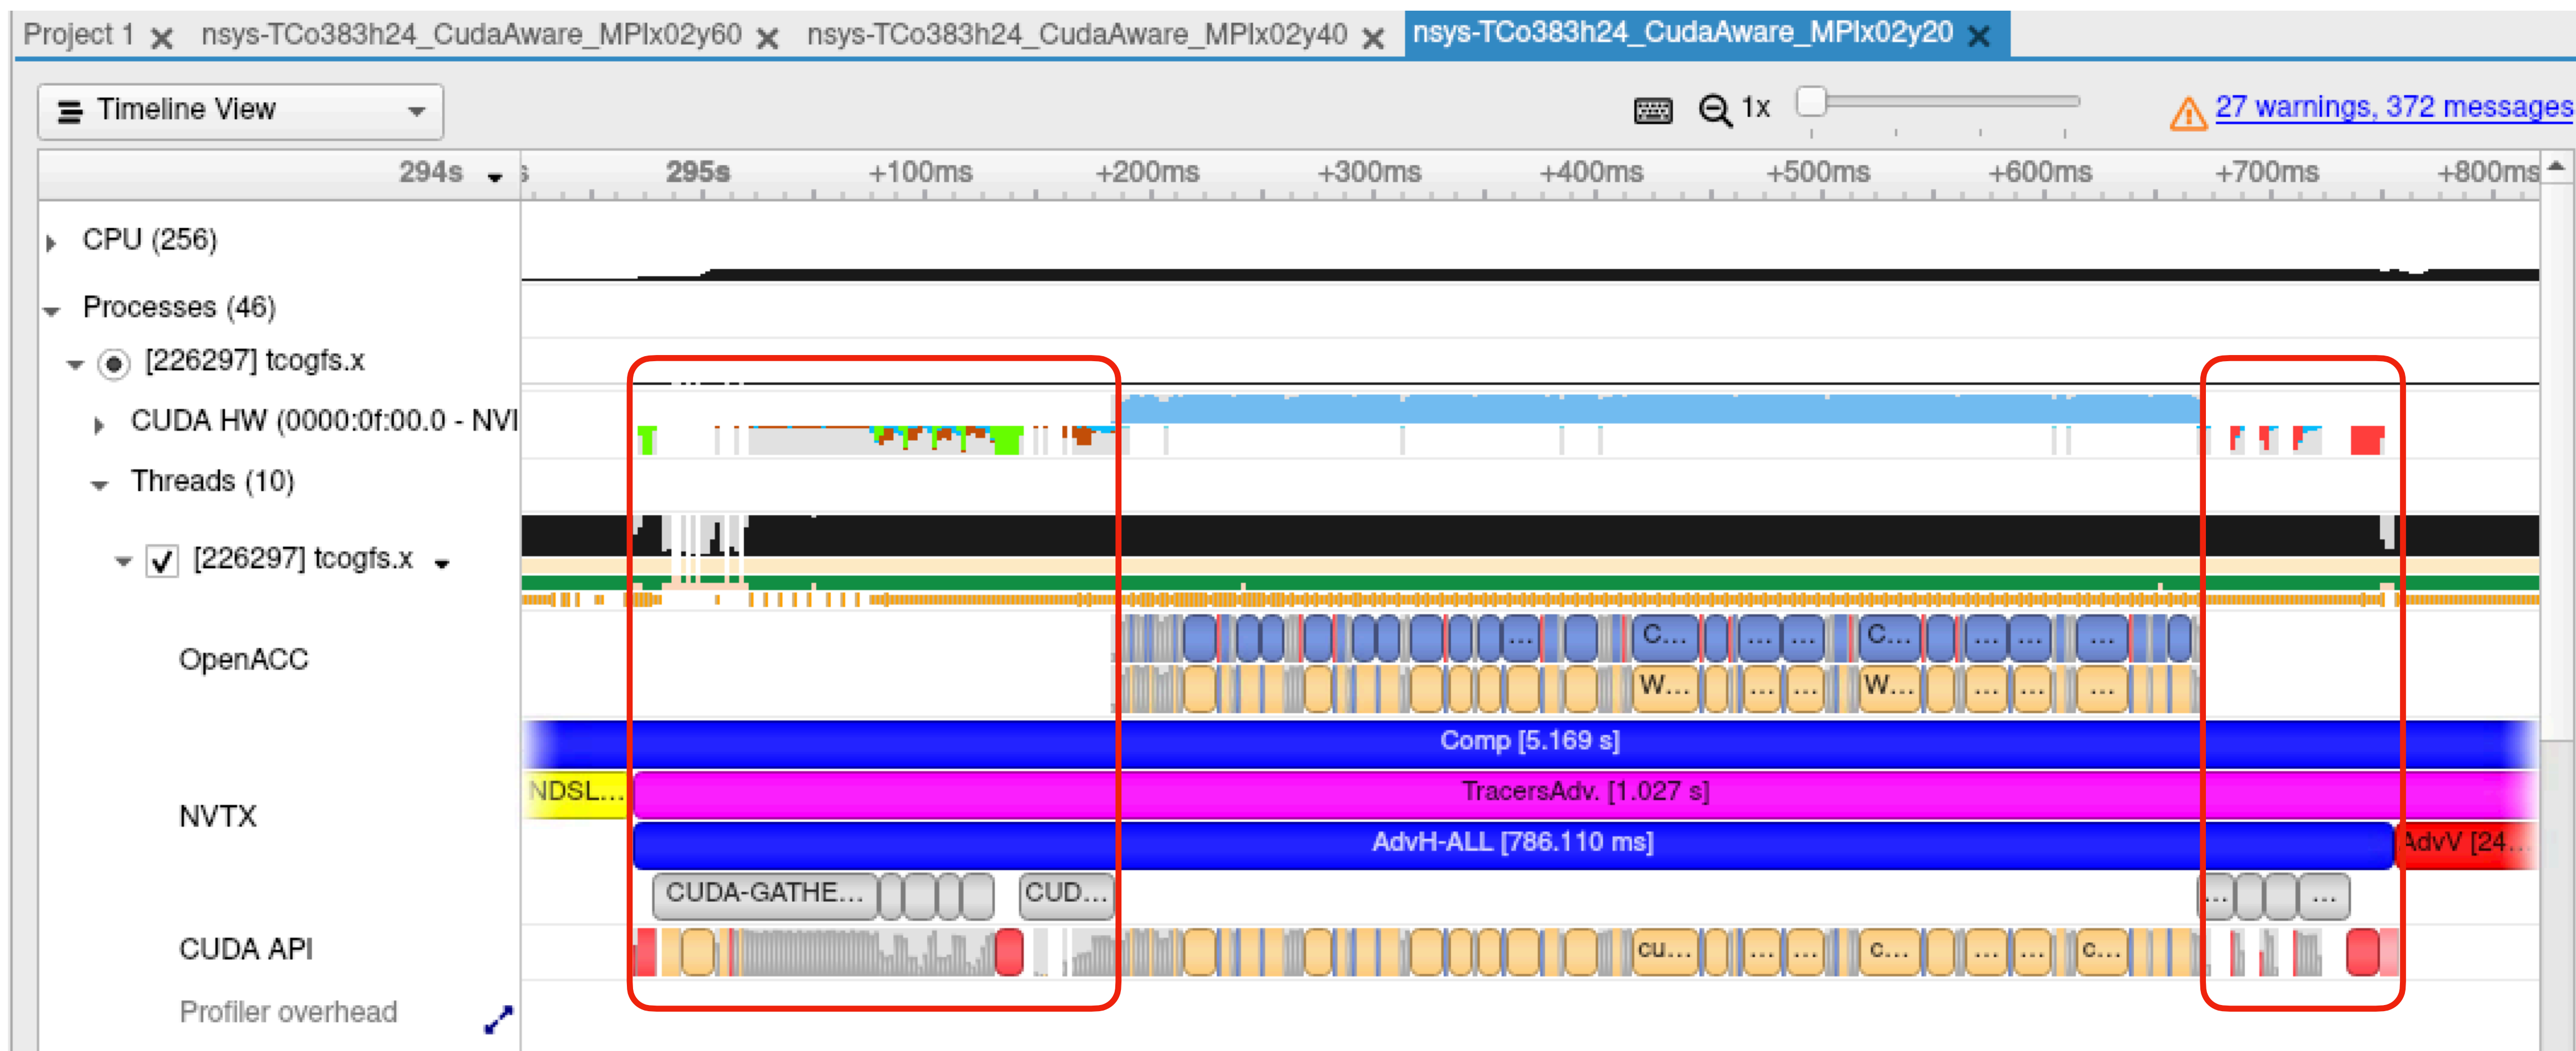 Project 1 nsys-TCo383h24_CudaAware_MPIx02y60 nsys-TCo383h24_CudaAware_MPIx02y40 nsys-TCo383h24_CudaAware_MPIx02y20
Timeline View 1x 27 warnings, 372 messages
294s s 295s +100ms +200ms +300ms +400ms +500ms +600ms +700ms +800ms
CPU (256)
Processes (46)
[226297] tcogfs.x
CUDA HW (0000:0f:00.0 - NVI
Threads (10)
[226297] tcogfs.x
OpenACC
... C... ... ... C... ... ... ...
W... ... ... W... ... ... ...
Comp [5.169 s]
NDSL... TracersAdv. [1.027 s]
NVTX
AdvH-ALL [786.110 ms] AdvV [24...
CUDA-GATHE... CUD... ... ...
CUDA API cu... ... ... c... ... ... c...
Profiler overhead